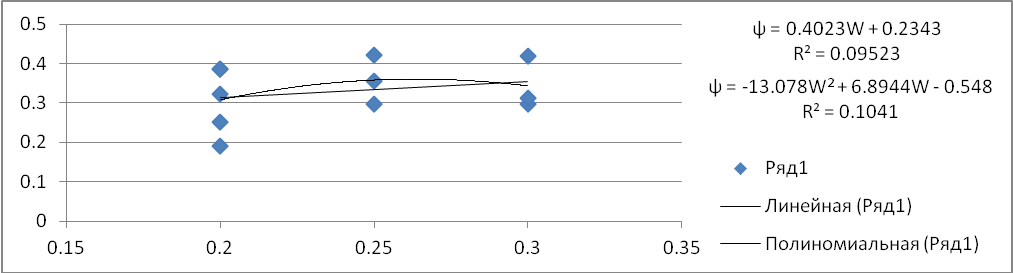 0.5
0.4
0.3
0.2
0.1
0
0.15 0.2 0.25 0.3 0.35
ψ = 0.4023W + 0.2343
R² = 0.09523
ψ = -13.078W² + 6.8944W - 0.548
R² = 0.1041
Ряд1
Линейная (Ряд1)
Полиномиальная (Ряд1)